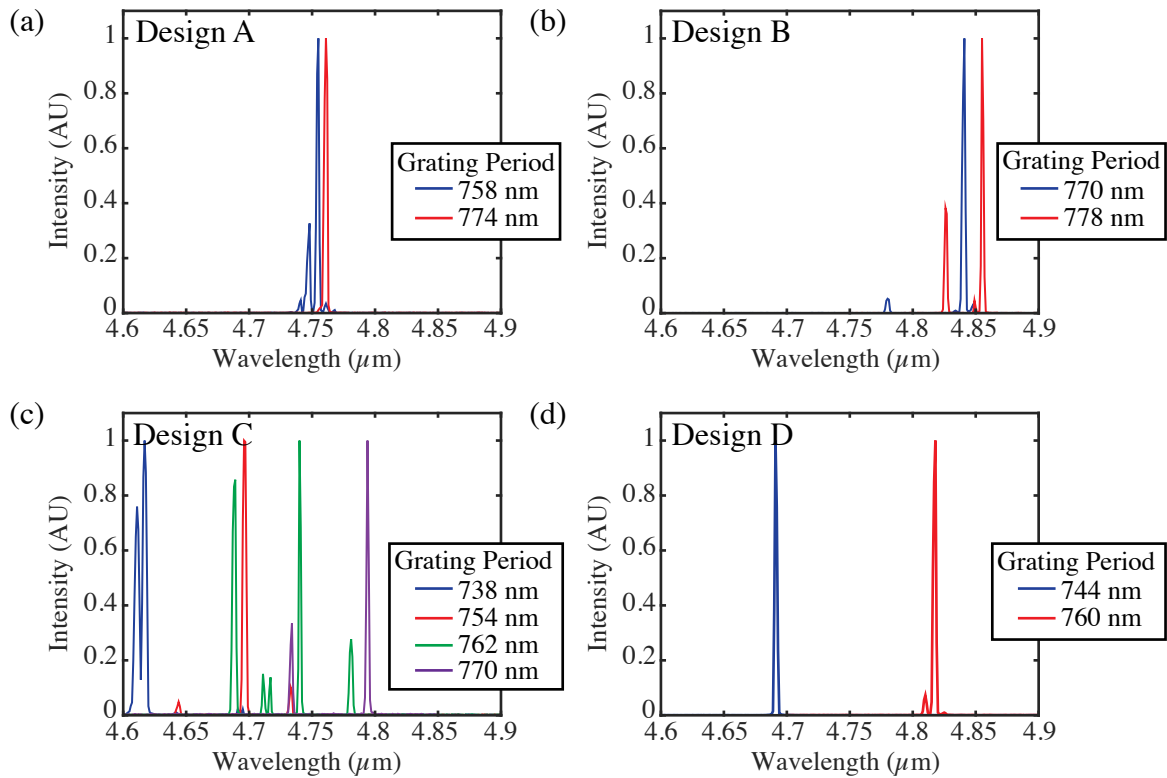 (a)
Design A
Intensity (AU)
1
0.8
0.6
0.4
0.2
0
4.6
4.65
4.7
4.75
4.8
4.85
4.9
Wavelength (µm)
Grating Period
758 nm
774 nm
(b)
Design B
Intensity (AU)
1
0.8
0.6
0.4
0.2
0
4.6
4.65
4.7
4.75
4.8
4.85
4.9
Wavelength (µm)
Grating Period
770 nm
778 nm
(c)
Design C
Intensity (AU)
1
0.8
0.6
0.4
0.2
0
4.6
4.65
4.7
4.75
4.8
4.85
4.9
Wavelength (µm)
Grating Period
738 nm
754 nm
762 nm
770 nm
(d)
Design D
Intensity (AU)
1
0.8
0.6
0.4
0.2
0
4.6
4.65
4.7
4.75
4.8
4.85
4.9
Wavelength (µm)
Grating Period
744 nm
760 nm